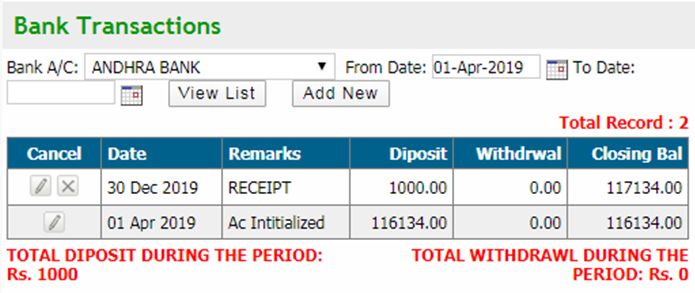 Bank Transactions
Bank A/C: ANDHRA BANK From Date: 01-Apr-2019 To Date:
View List Add New
Total Record : 2
Cancel Date Remarks Diposit Withdrwal Closing Bal
30 Dec 2019 RECEIPT 1000.00 0.00 117134.00
01 Apr 2019 Ac Intitialized 116134.00 0.00 116134.00
TOTAL DIPOSIT DURING THE PERIOD: TOTAL WITHDRAWL DURING THE
Rs. 1000 PERIOD: Rs. 0